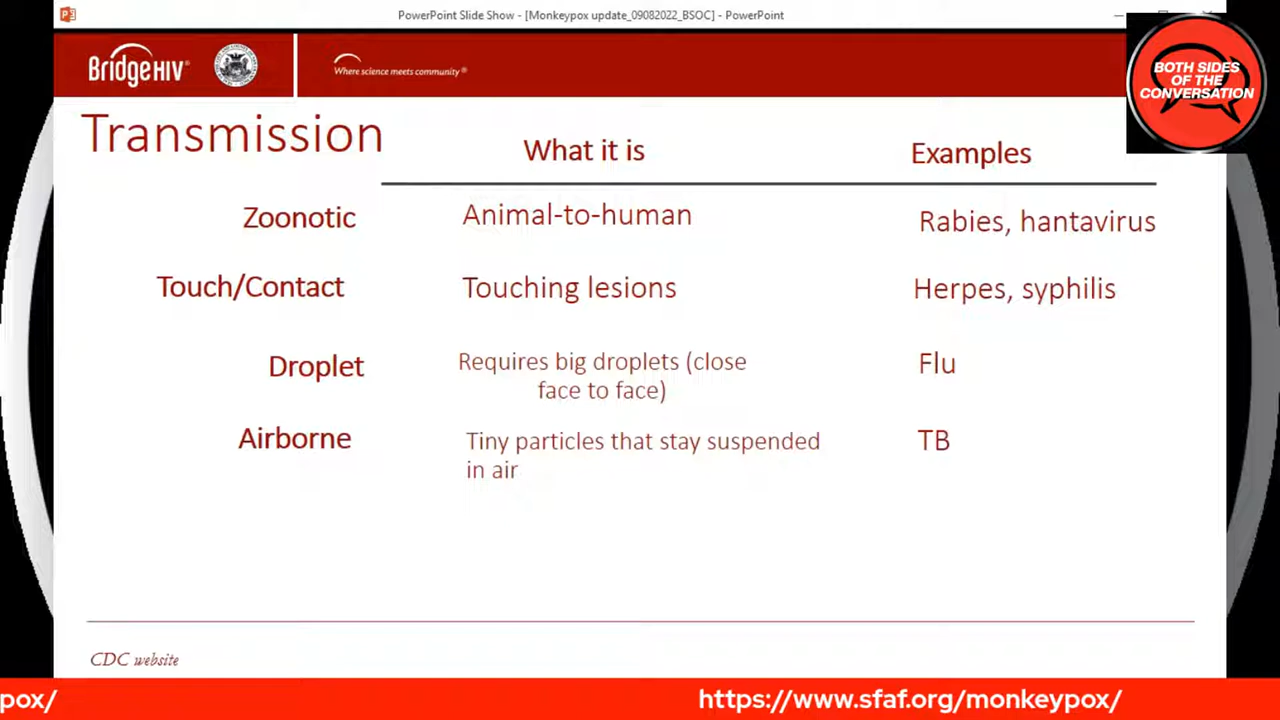 PowerPoint Slide Show - [Monkeypox update_09082022_BSOC] - PowerPoint
BridgeHIV®
Where science meets community®
BOTH SIDES
OF THE
CONVERSATION
Transmission
What it is
Examples
Zoonotic
Animal-to-human
Rabies, hantavirus
Touch/Contact
Touching lesions
Herpes, syphilis
Droplet
Requires big droplets (close
face to face)
Flu
Airborne
Tiny particles that stay suspended
in air
TB
CDC website
pox/
https://www.sfaf.org/monkeypox/